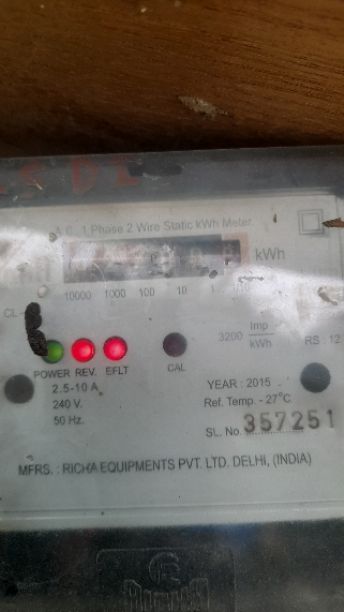 A.C. 1 Phase 2 Wire Static kWh Meter
kWh
10000 1000 100 10 1
CL
3200 Imp/kWh
RS : 12
POWER REV. EFLT CAL
2.5-10 A
240 V.
50 Hz.
YEAR : 2015
Ref. Temp. - 27°C
SL. No. 357251
MFRS. : RICHA EQUIPMENTS PVT. LTD. DELHI, (INDIA)